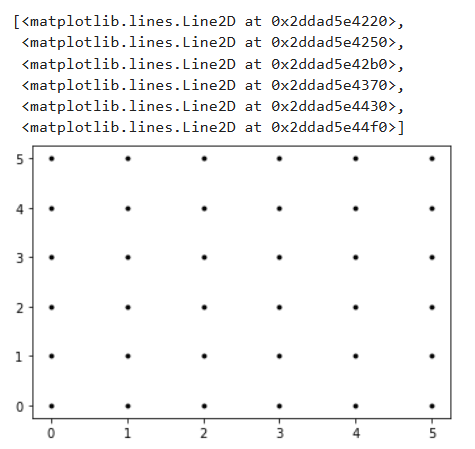 [<matplotlib.lines.Line2D at 0x2ddad5e4220>,
<matplotlib.lines.Line2D at 0x2ddad5e4250>,
<matplotlib.lines.Line2D at 0x2ddad5e42b0>,
<matplotlib.lines.Line2D at 0x2ddad5e4370>,
<matplotlib.lines.Line2D at 0x2ddad5e4430>,
<matplotlib.lines.Line2D at 0x2ddad5e44f0>]
5
4
3
2
1
0
0 1 2 3 4 5